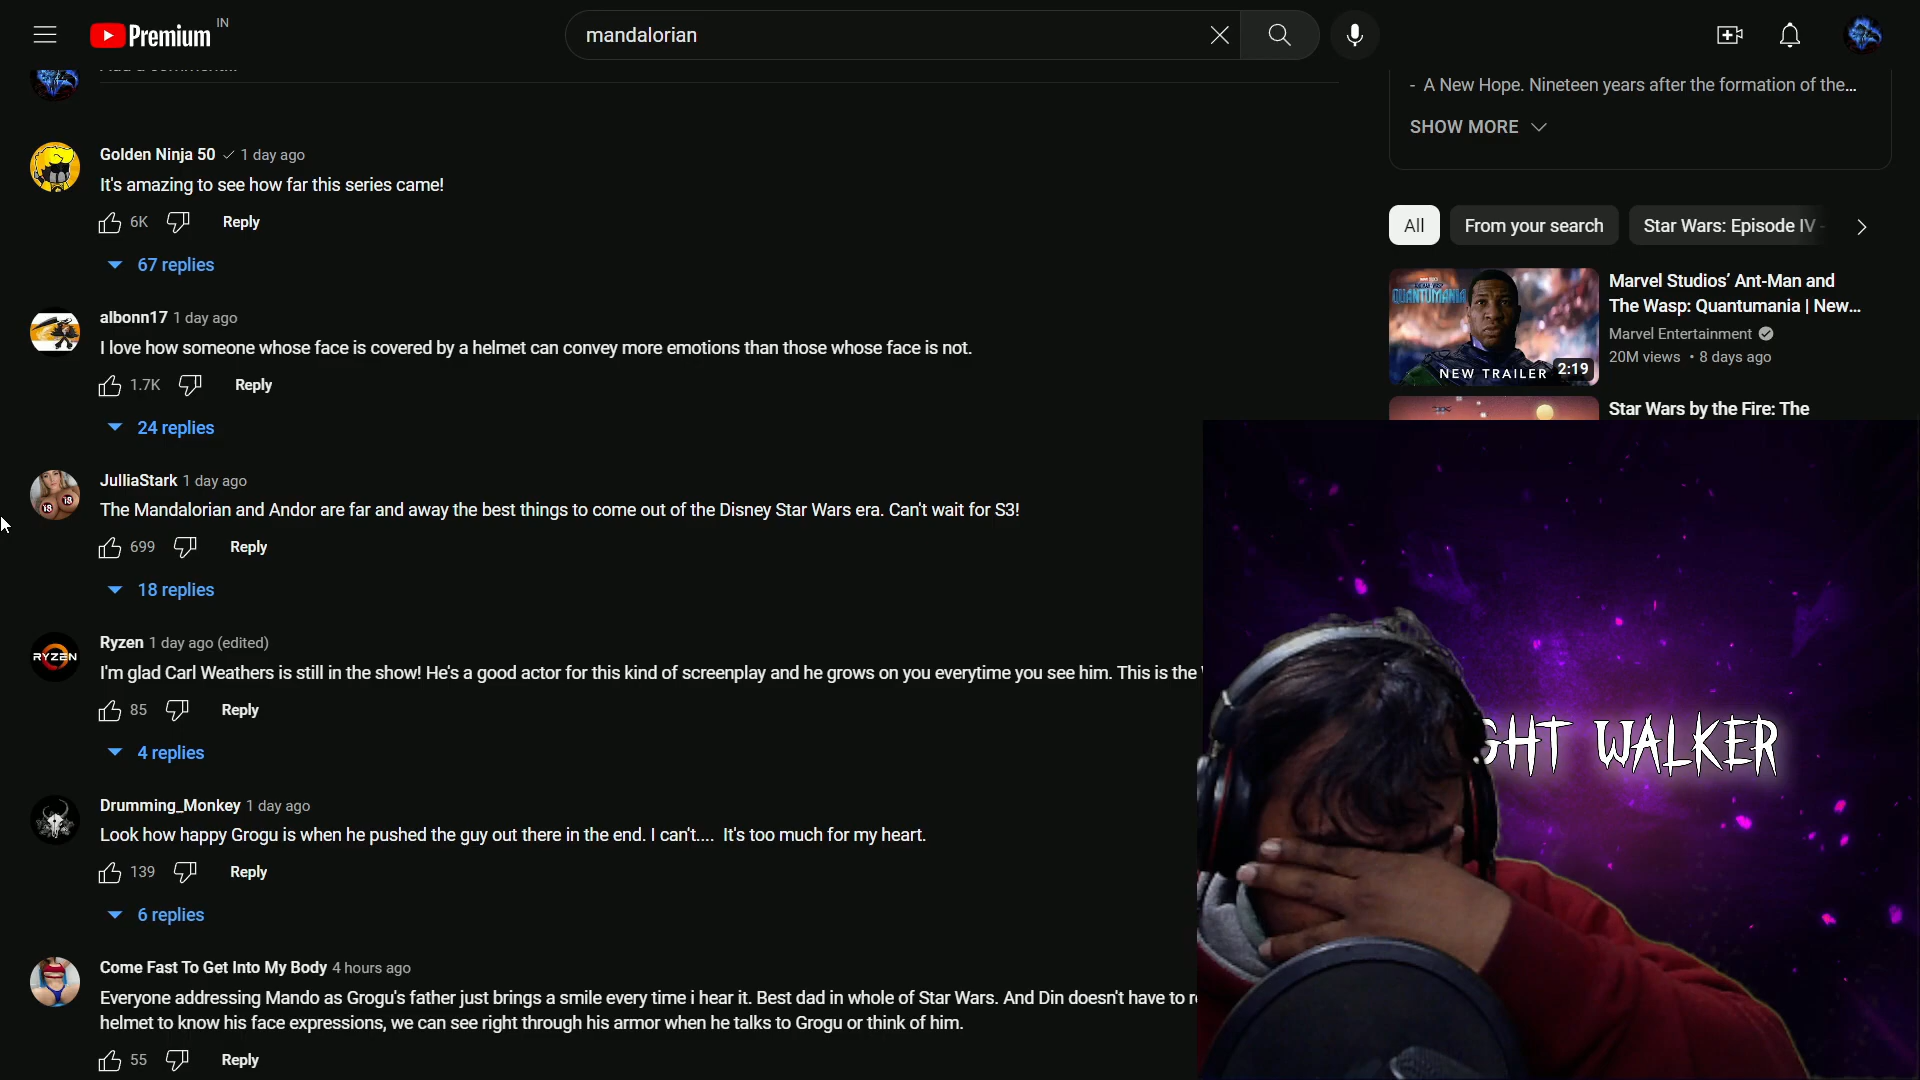 Premium
IN
mandalorian
- A New Hope. Nineteen years after the formation of the...
SHOW MORE
Golden Ninja 50 1 day ago
It's amazing to see how far this series came!
6K Reply
67 replies
All From your search Star Wars: Episode IV -
Marvel Studios' Ant-Man and
The Wasp: Quantumania | New...
Marvel Entertainment
20M views • 8 days ago
QUANTUMANIA
NEW TRAILER 2:19
albonn17 1 day ago
I love how someone whose face is covered by a helmet can convey more emotions than those whose face is not.
1.7K Reply
24 replies
Star Wars by the Fire: The
JulliaStark 1 day ago
18 18
The Mandalorian and Andor are far and away the best things to come out of the Disney Star Wars era. Can't wait for S3!
699 Reply
18 replies
Ryzen 1 day ago (edited)
RYZEN
I'm glad Carl Weathers is still in the show! He's a good actor for this kind of screenplay and he grows on you everytime you see him. This is the
85 Reply
4 replies
GHT WALKER
Drumming_Monkey 1 day ago
Look how happy Grogu is when he pushed the guy out there in the end. I can't.... It's too much for my heart.
139 Reply
6 replies
Come Fast To Get Into My Body 4 hours ago
Everyone addressing Mando as Grogu's father just brings a smile every time i hear it. Best dad in whole of Star Wars. And Din doesn't have to
helmet to know his face expressions, we can see right through his armor when he talks to Grogu or think of him.
55 Reply